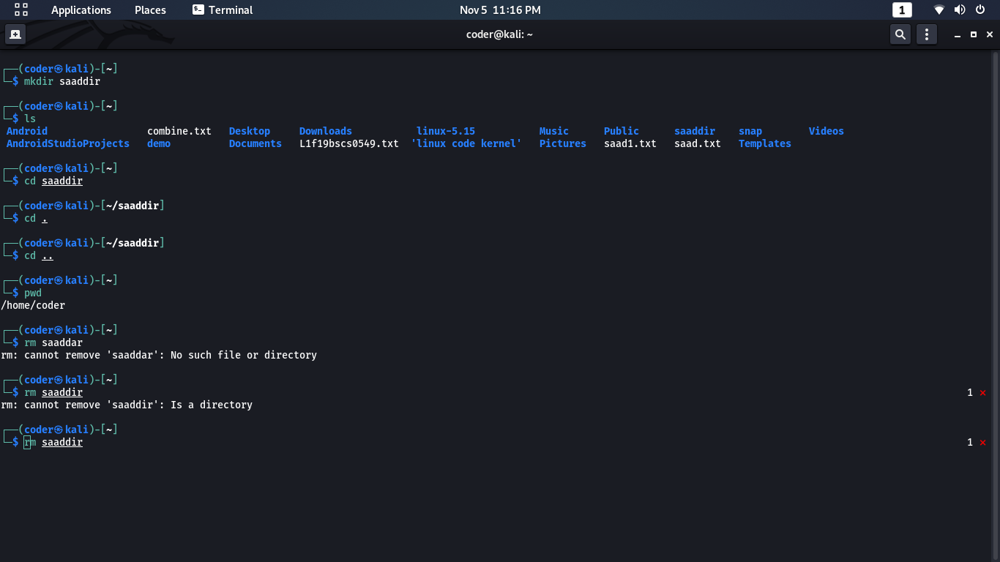 Applications Places Terminal Nov 5 11:16 PM 1
coder@kali: ~
┌──(coder㉿kali)-[~]
└─$ mkdir saaddir
┌──(coder㉿kali)-[~]
└─$ ls
Android combine.txt Desktop Downloads linux-5.15 Music Public saaddir snap Videos
AndroidStudioProjects demo Documents L1f19bscs0549.txt 'linux code kernel' Pictures saad1.txt saad.txt Templates
┌──(coder㉿kali)-[~]
└─$ cd saaddir
┌──(coder㉿kali)-[~/saaddir]
└─$ cd .
┌──(coder㉿kali)-[~/saaddir]
└─$ cd ..
┌──(coder㉿kali)-[~]
└─$ pwd
/home/coder
┌──(coder㉿kali)-[~]
└─$ rm saaddar
rm: cannot remove 'saaddar': No such file or directory
┌──(coder㉿kali)-[~]
└─$ rm saaddir 1 ⨯
rm: cannot remove 'saaddir': Is a directory
┌──(coder㉿kali)-[~]
└─$ rm saaddir 1 ⨯